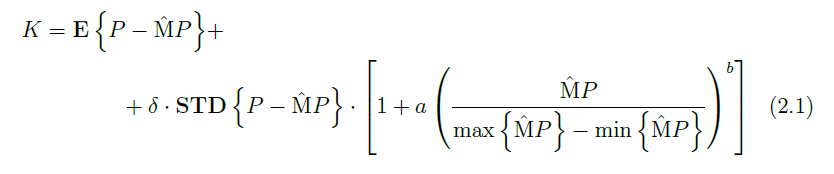 K = E {P − M̂P} +
+ δ · STD {P − M̂P} · [1 + a (M̂P / (max {M̂P} − min {M̂P}))^b] (2.1)